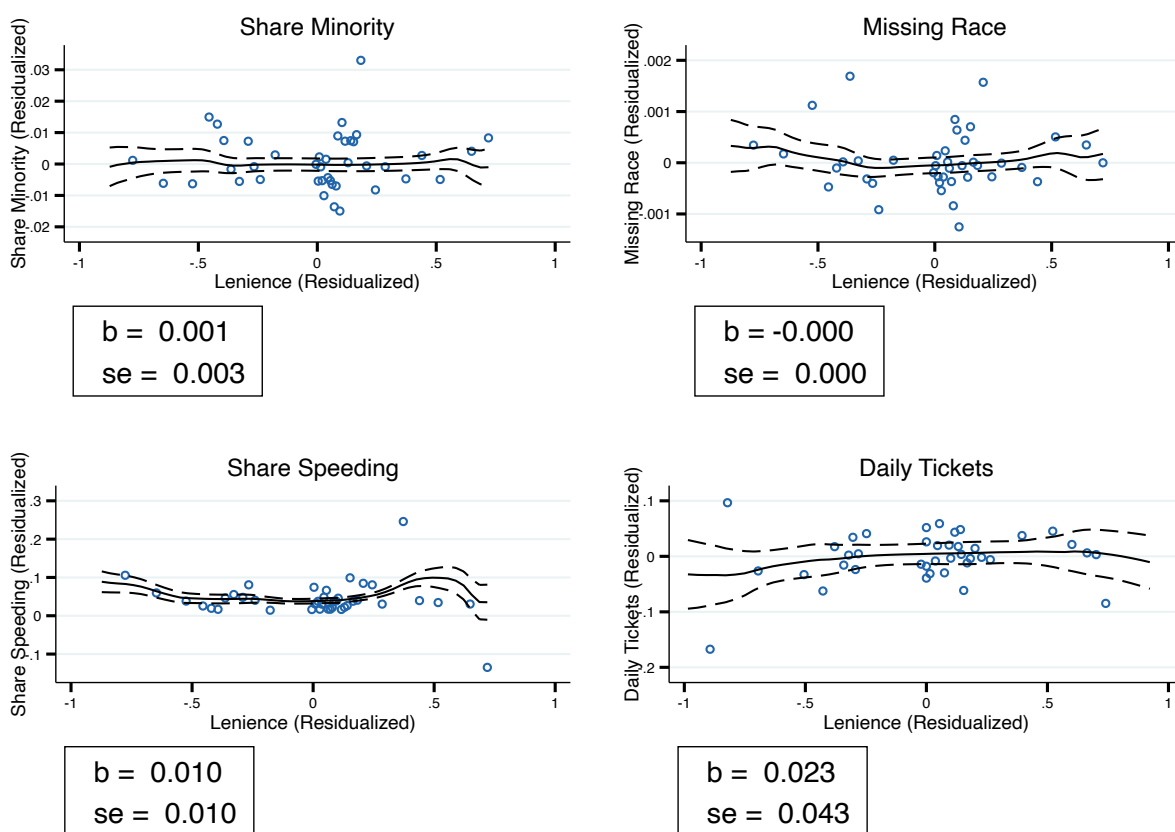 Share Minority
Share Minority (Residualized)
.03
.02
.01
0
-.01
-.02
-1
-.5
0
.5
1
Lenience (Residualized)
b = 0.001
se = 0.003
Missing Race
Missing Race (Residualized)
.002
.001
0
-.001
-1
-.5
0
.5
1
Lenience (Residualized)
b = -0.000
se = 0.000
Share Speeding
Share Speeding (Residualized)
.3
.2
.1
0
-.1
-1
-.5
0
.5
1
Lenience (Residualized)
b = 0.010
se = 0.010
Daily Tickets
Daily Tickets (Residualized)
.1
0
-.1
-.2
-1
-.5
0
.5
1
Lenience (Residualized)
b = 0.023
se = 0.043